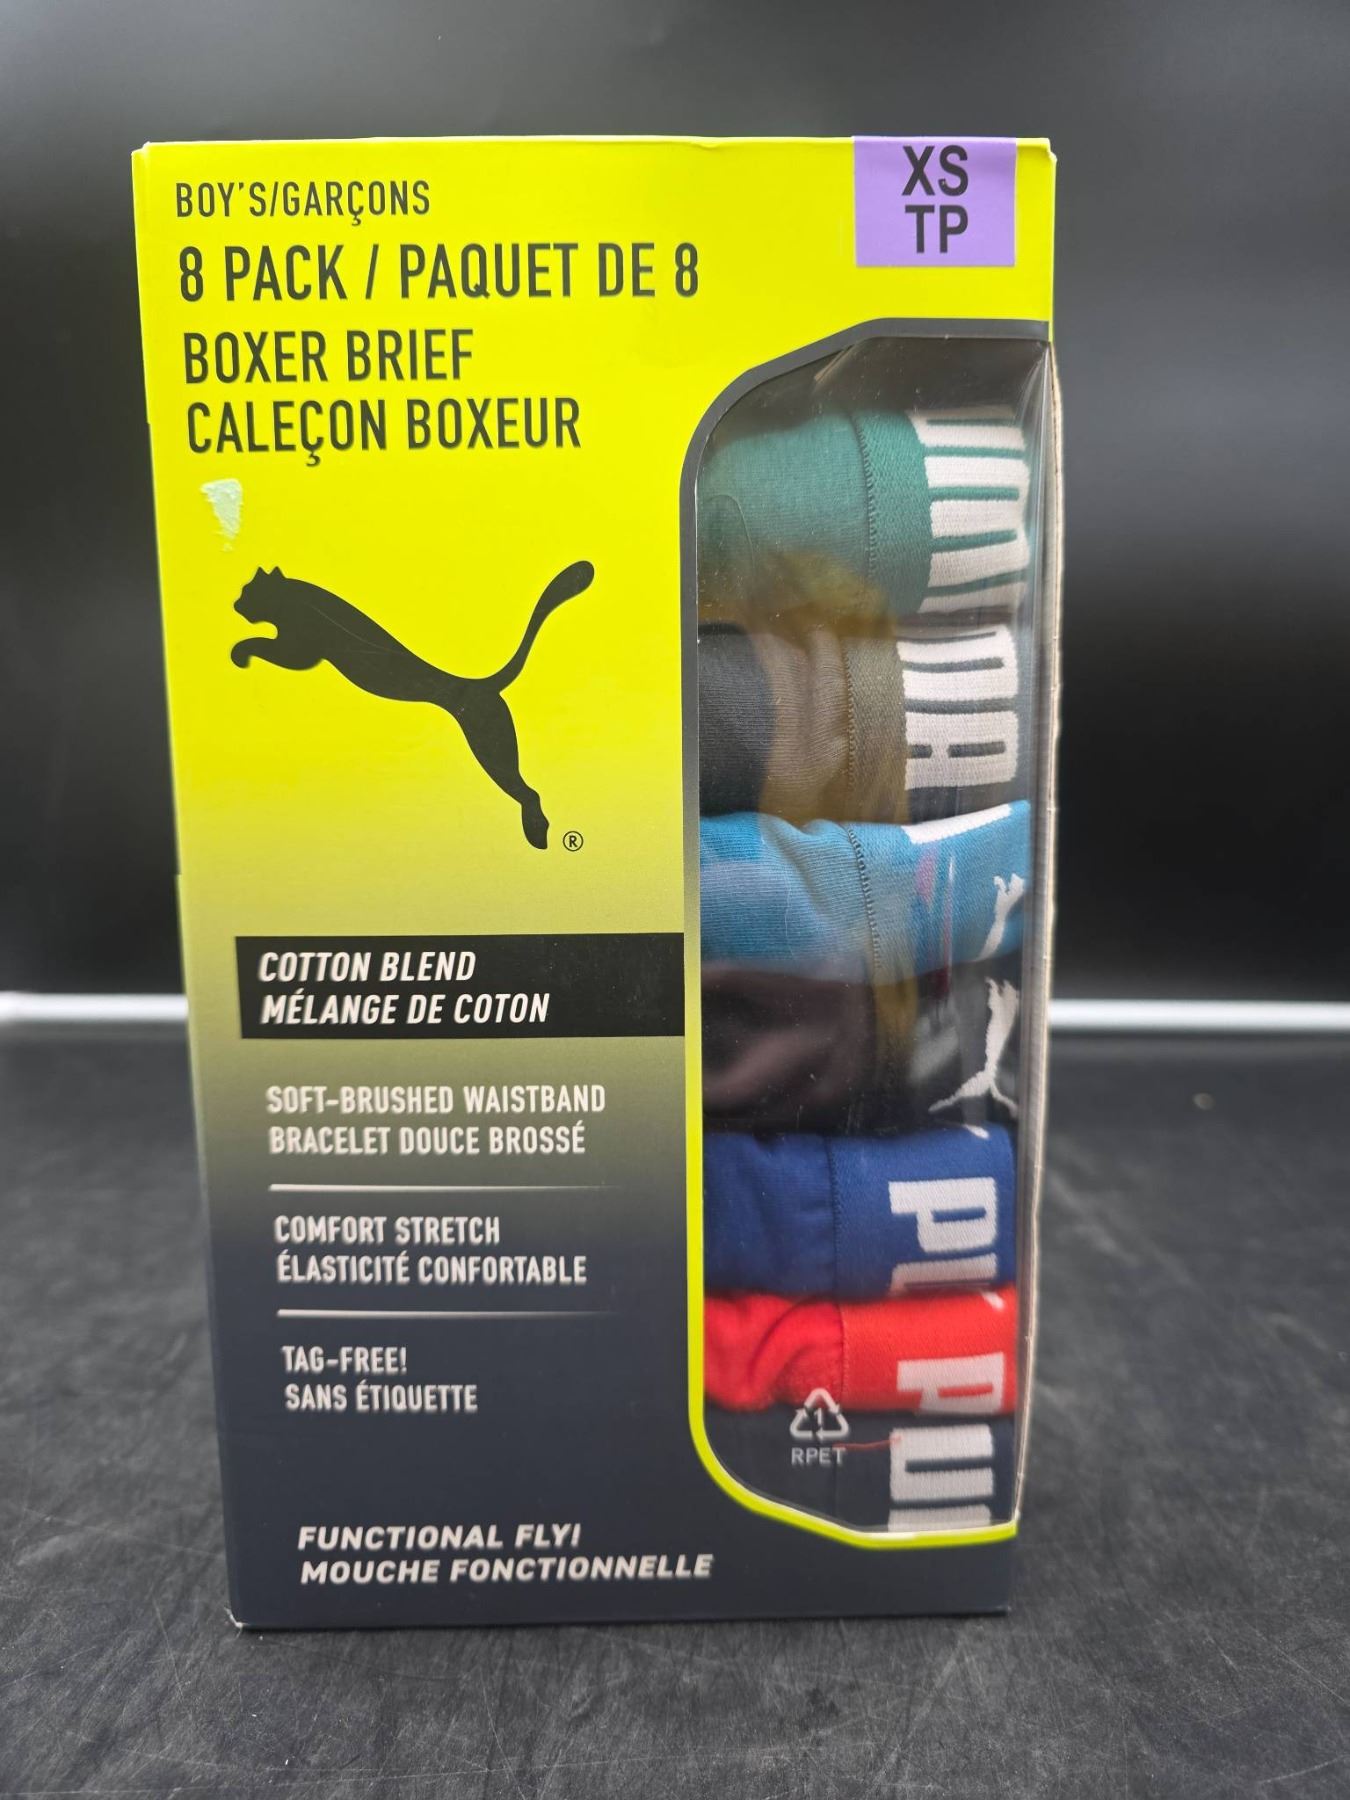 BOY'S/GARÇONS
8 PACK / PAQUET DE 8
BOXER BRIEF
CALEÇON BOXEUR
XS
TP
®
COTTON BLEND
MÉLANGE DE COTON
SOFT-BRUSHED WAISTBAND
BRACELET DOUCE BROSSÉ
COMFORT STRETCH
ÉLASTICITÉ CONFORTABLE
TAG-FREE!
SANS ÉTIQUETTE
1
RPET
FUNCTIONAL FLY!
MOUCHE FONCTIONNELLE